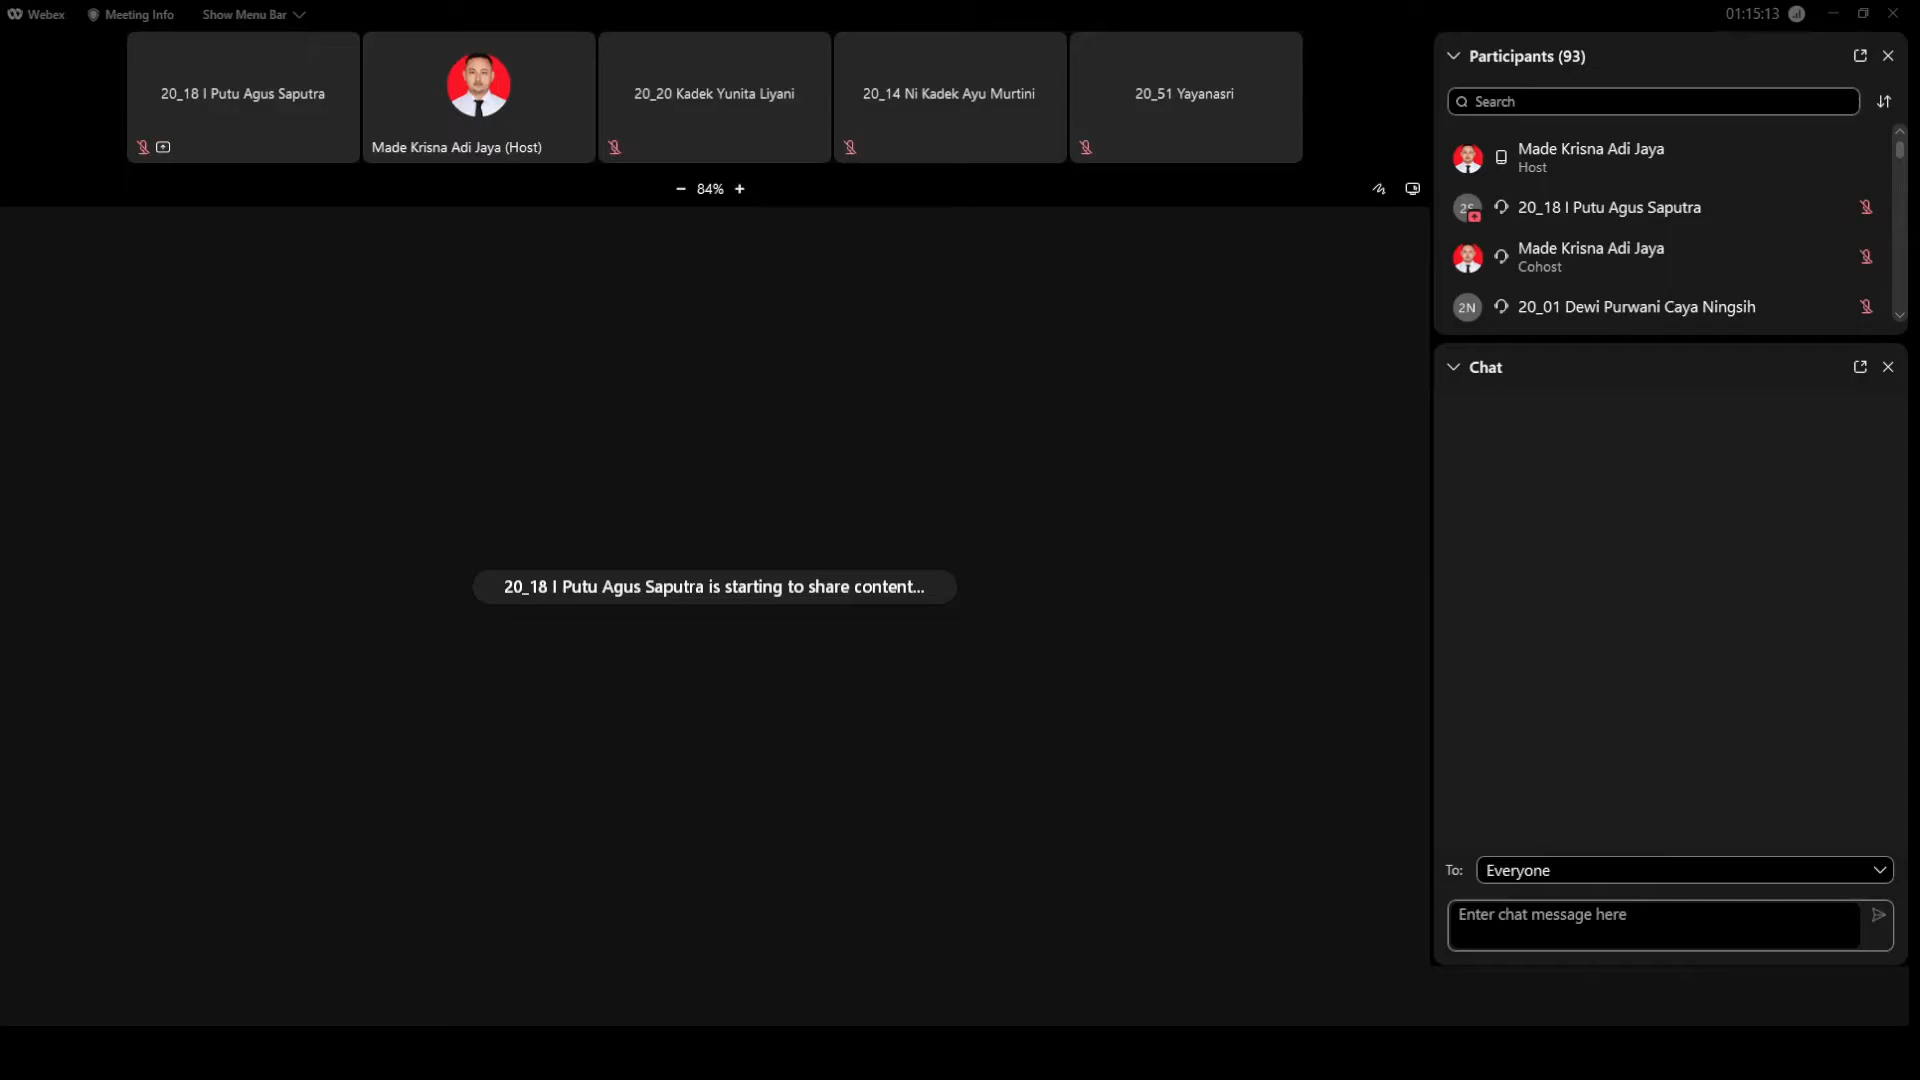 Webex
Meeting Info
Show Menu Bar
01:15:13
20_18 I Putu Agus Saputra
Made Krisna Adi Jaya (Host)
20_20 Kadek Yunita Liyani
20_14 Ni Kadek Ayu Murtini
20_51 Yayanasri
84%
20_18 I Putu Agus Saputra is starting to share content...
Participants (93)
Search
Made Krisna Adi Jaya
Host
20_18 I Putu Agus Saputra
Made Krisna Adi Jaya
Cohost
2N
20_01 Dewi Purwani Caya Ningsih
Chat
To:
Everyone
Enter chat message here